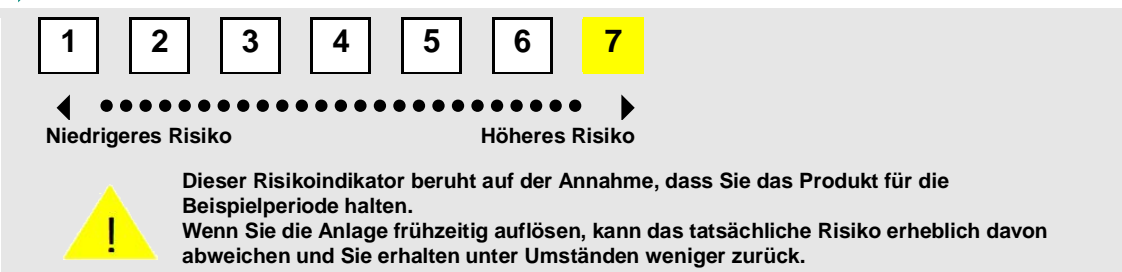 1 2 3 4 5 6 7
Niedrigeres Risiko Höheres Risiko
Dieser Risikoindikator beruht auf der Annahme, dass Sie das Produkt für die
Beispielperiode halten.
Wenn Sie die Anlage frühzeitig auflösen, kann das tatsächliche Risiko erheblich davon
abweichen und Sie erhalten unter Umständen weniger zurück.
!